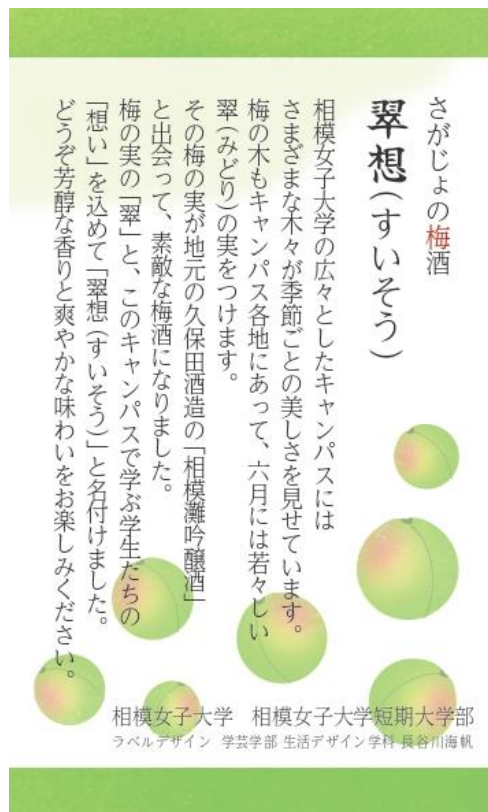 さがじょの梅酒
翠想(すいそう)
相模女子大学の広々としたキャンパスには
さまざまな木々が季節ごとの美しさを見せています。
梅の木もキャンパス各地にあって、六月には若々しい
翠(みどり)の実をつけます。
その梅の実が地元の久保田酒造の「相模灘吟醸酒」
と出会って、素敵な梅酒になりました。
梅の実の「翠」と、このキャンパスで学ぶ学生たちの
「想い」を込めて「翠想(すいそう)」と名付けました。
どうぞ芳醇な香りと爽やかな味わいをお楽しみください。
相模女子大学 相模女子大学短期大学部
ラベルデザイン 学芸学部 生活デザイン学科 長谷川海帆